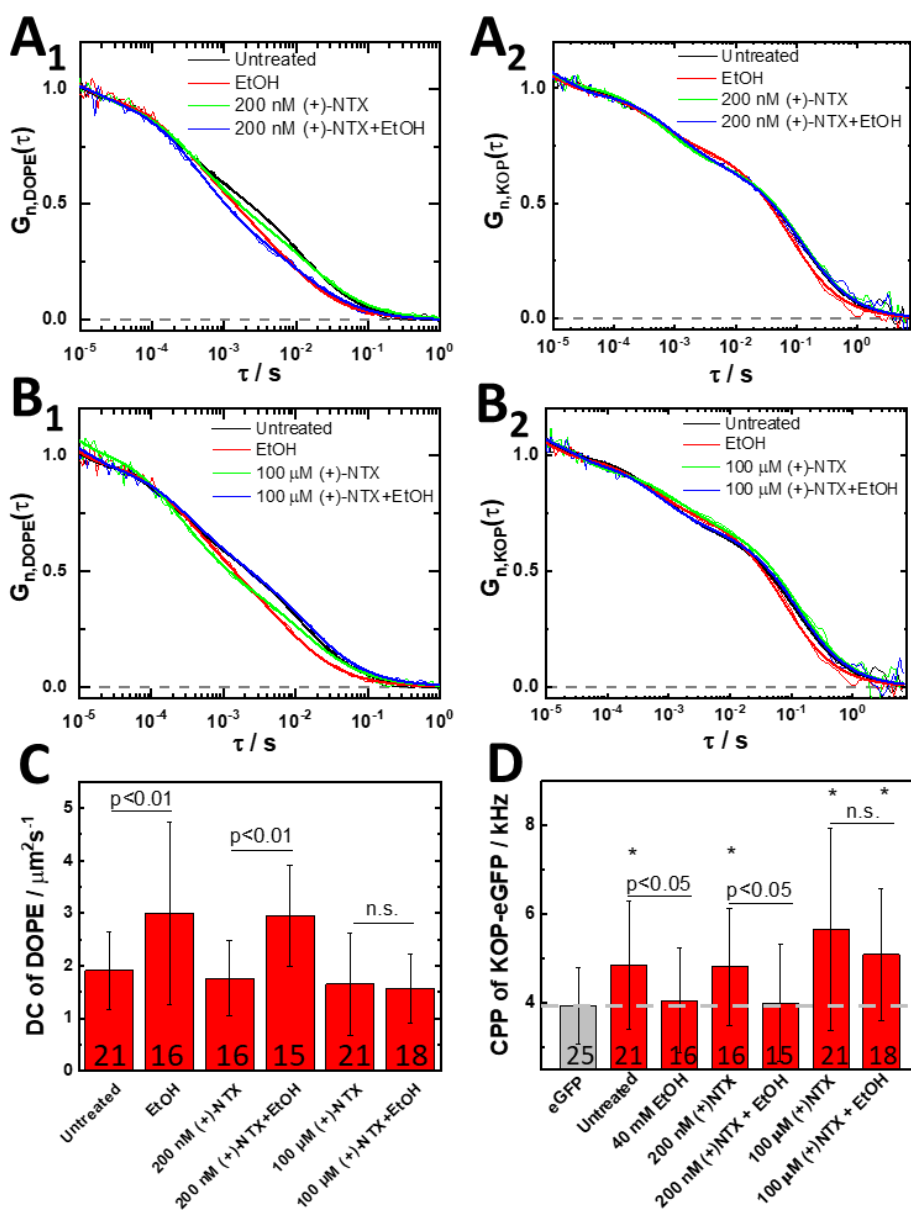 A1
Untreated
EtOH
200 nM (+)-NTX
200 nM (+)-NTX+EtOH
1.0
0.5
0.0
Gn,DOPE(τ)
10⁻⁵ 10⁻⁴ 10⁻³ 10⁻² 10⁻¹ 10⁰
τ / s
A2
Untreated
EtOH
200 nM (+)-NTX
200 nM (+)-NTX+EtOH
1.0
0.5
0.0
Gn,KOP(τ)
10⁻⁵ 10⁻⁴ 10⁻³ 10⁻² 10⁻¹ 10⁰
τ / s
B1
Untreated
EtOH
100 µM (+)-NTX
100 µM (+)-NTX+EtOH
1.0
0.5
0.0
Gn,DOPE(τ)
10⁻⁵ 10⁻⁴ 10⁻³ 10⁻² 10⁻¹ 10⁰
τ / s
B2
Untreated
EtOH
100 µM (+)-NTX
100 µM (+)-NTX+EtOH
1.0
0.5
0.0
Gn,KOP(τ)
10⁻⁵ 10⁻⁴ 10⁻³ 10⁻² 10⁻¹ 10⁰
τ / s
C
DC of DOPE / µm²s⁻¹
5
4
3
2
1
0
p<0.01
p<0.01
n.s.
21 16 16 15 21 18
Untreated
EtOH
200 nM (+)-NTX
200 nM (+)-NTX+EtOH
100 µM (+)-NTX
100 µM (+)-NTX+EtOH
D
CPP of KOP-eGFP / kHz
8
6
4
* * * *
p<0.05
p<0.05
n.s.
25 21 16 16 15 21 18
eGFP
Untreated
40 mM EtOH
200 nM (+)NTX
200 nM (+)NTX + EtOH
100 µM (+)NTX
100 µM (+)NTX + EtOH